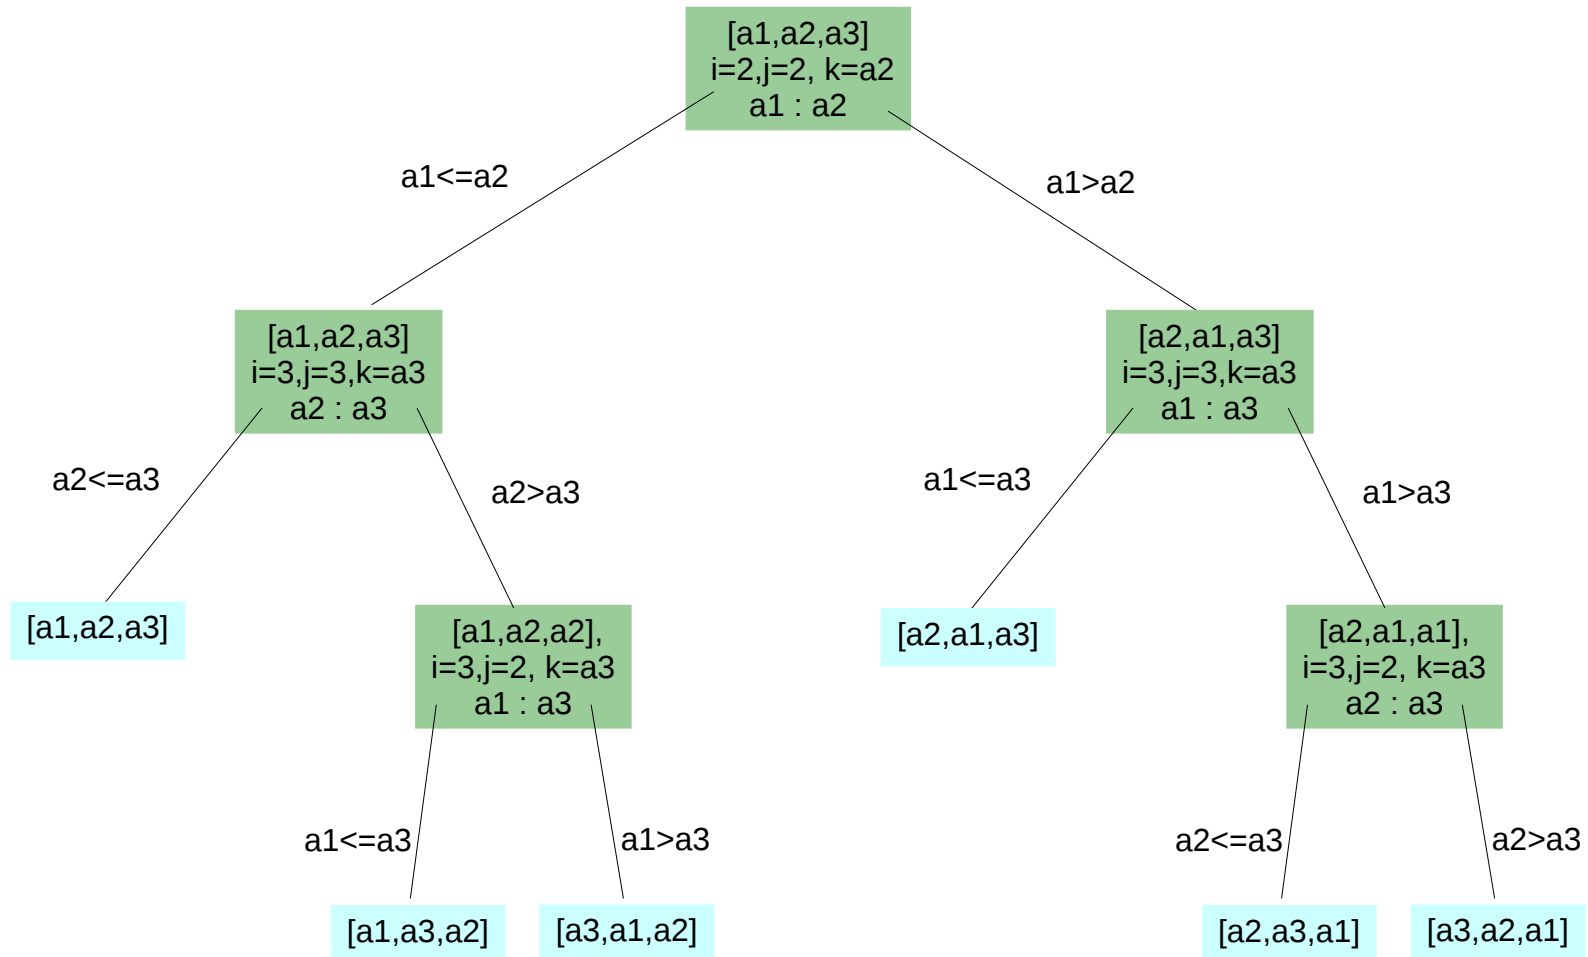 [a1,a2,a3]
i=2,j=2, k=a2
a1 : a2
a1<=a2
a1>a2
[a1,a2,a3]
i=3,j=3,k=a3
a2 : a3
[a2,a1,a3]
i=3,j=3,k=a3
a1 : a3
a2<=a3
a2>a3
a1<=a3
a1>a3
[a1,a2,a3]
[a1,a2,a2],
i=3,j=2, k=a3
a1 : a3
[a2,a1,a3]
[a2,a1,a1],
i=3,j=2, k=a3
a2 : a3
a1<=a3
a1>a3
a2<=a3
a2>a3
[a1,a3,a2]
[a3,a1,a2]
[a2,a3,a1]
[a3,a2,a1]